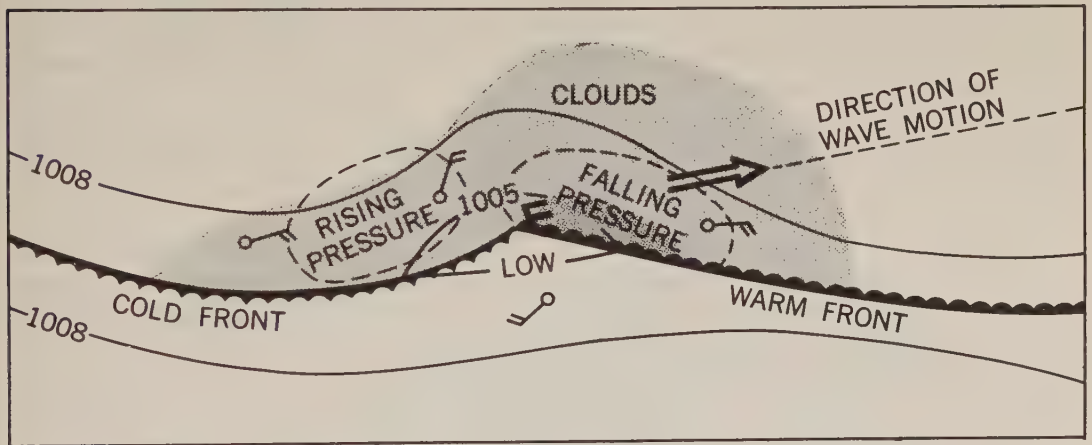 CLOUDS
DIRECTION OF
WAVE MOTION
1008
RISING
PRESSURE
1005
FALLING
PRESSURE
LOW
COLD FRONT
WARM FRONT
1008